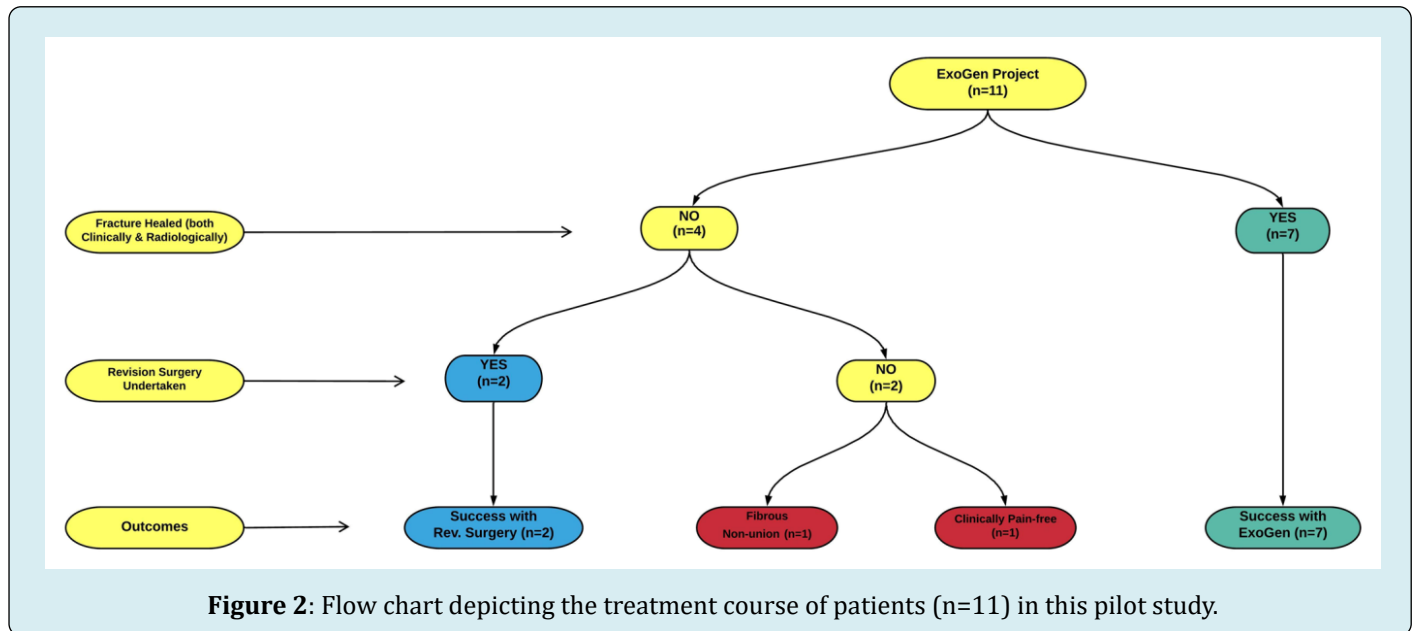 ExoGen Project
(n=11)
Fracture Healed (both
Clinically & Radiologically)
NO
(n=4)
YES
(n=7)
Revision Surgery
Undertaken
YES
(n=2)
NO
(n=2)
Outcomes
Success with
Rev. Surgery (n=2)
Fibrous
Non-union (n=1)
Clinically Pain-free
(n=1)
Success with
ExoGen (n=7)
Figure 2: Flow chart depicting the treatment course of patients (n=11) in this pilot study.